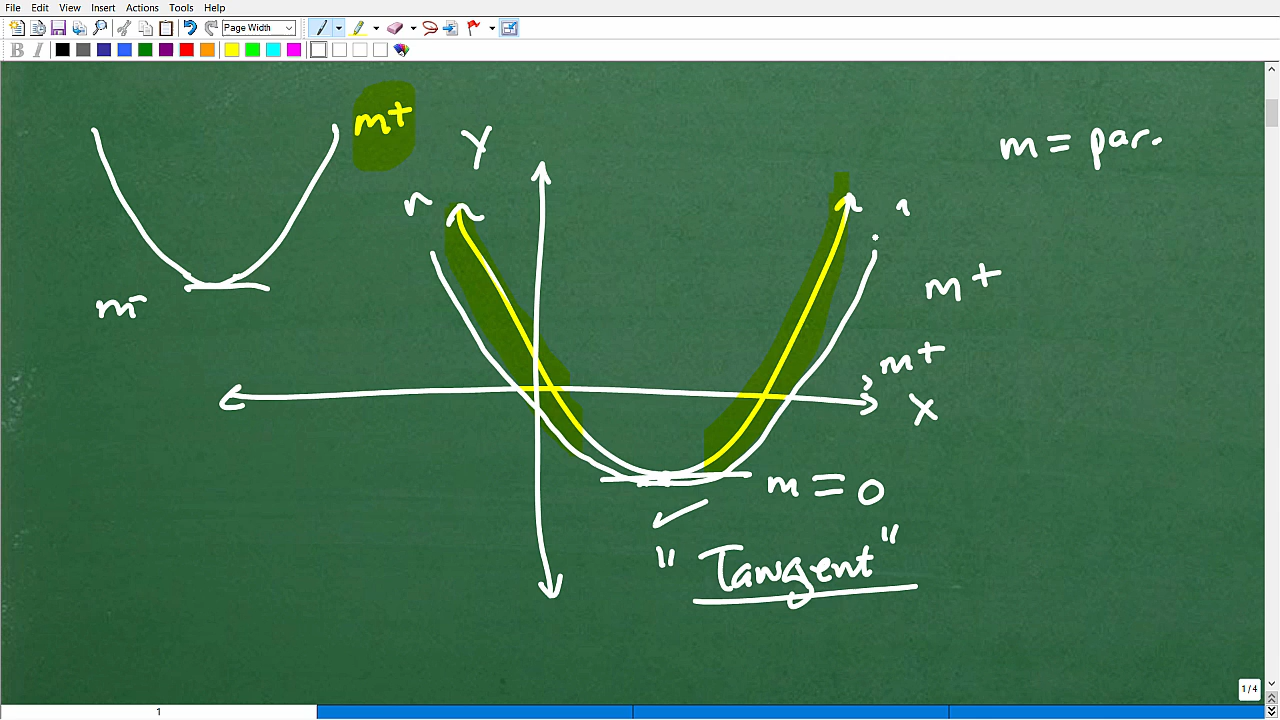 File Edit View Insert Actions Tools Help
Page Width
B I
m+
Y
m = par.
m-
m+
m+
X
m = 0
" Tangent "
1 / 4
1